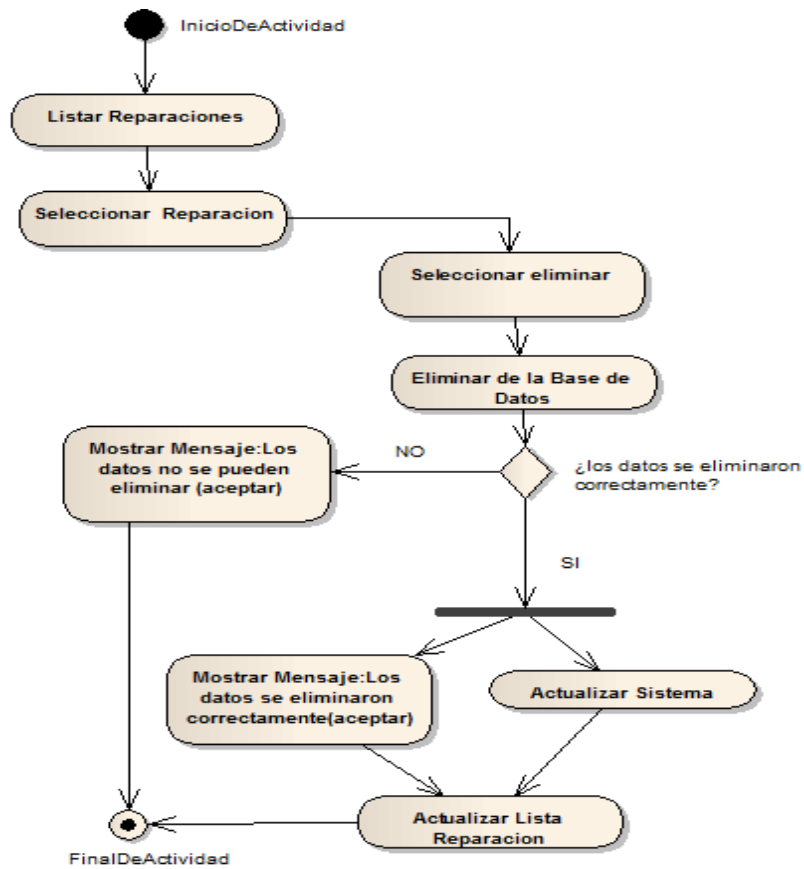 InicioDeActividad
Listar Reparaciones
Seleccionar Reparacion
Seleccionar eliminar
Eliminar de la Base de
Datos
Mostrar Mensaje:Los
datos no se pueden
eliminar (aceptar)
NO
¿los datos se eliminaron
correctamente?
SI
Mostrar Mensaje:Los
datos se eliminaron
correctamente(aceptar)
Actualizar Sistema
Actualizar Lista
Reparacion
FinalDeActividad